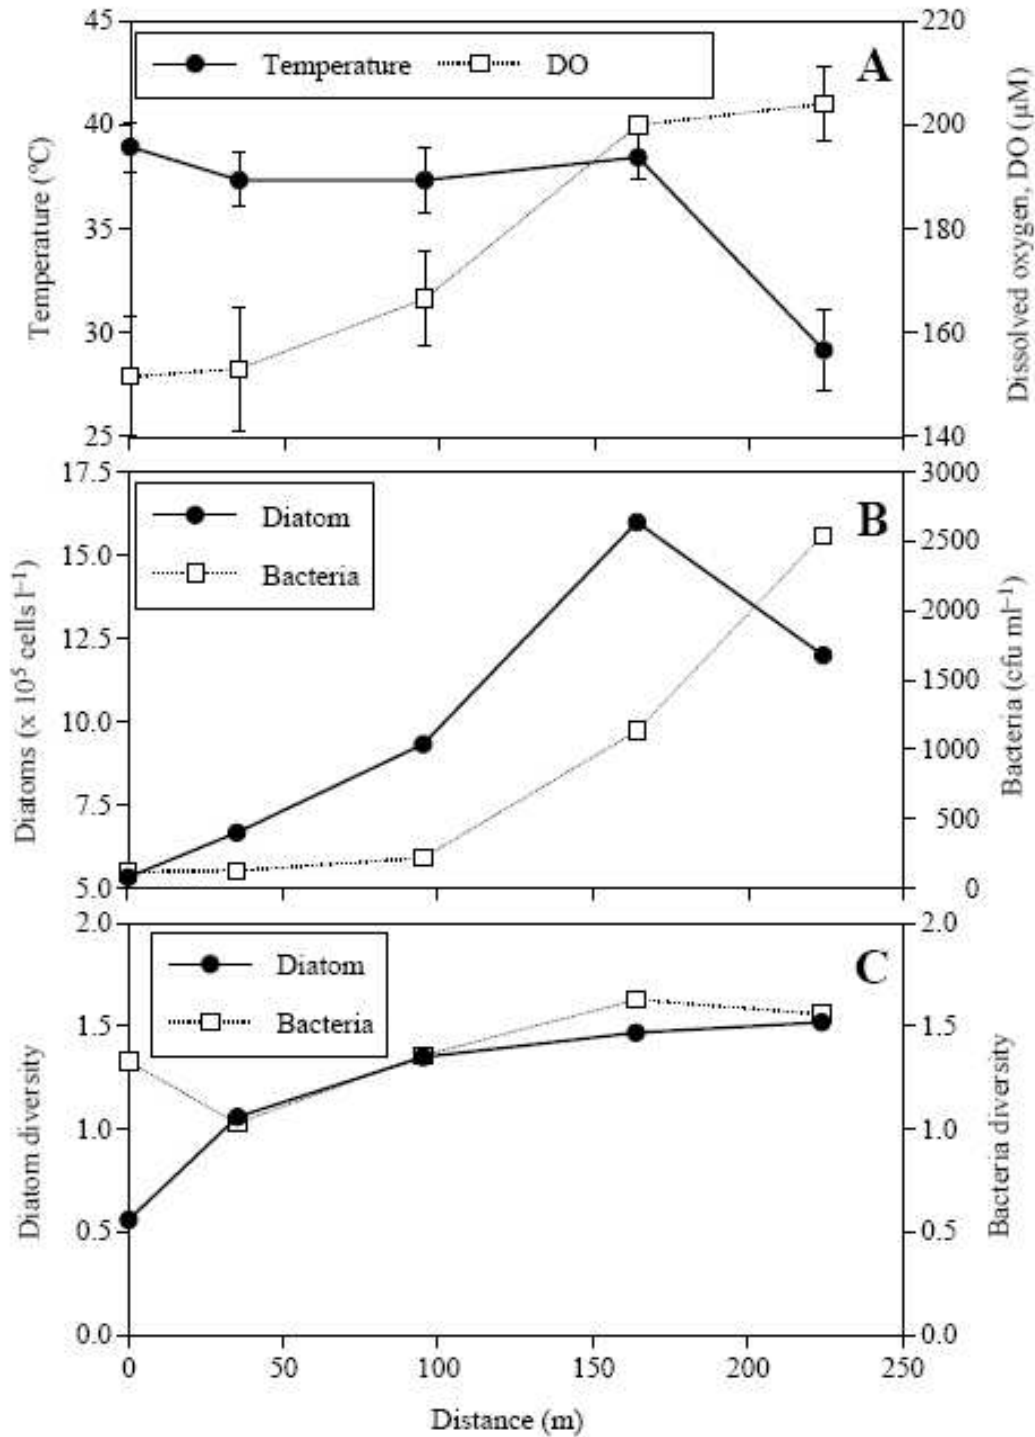 45
220
Temperature
DO
A
40
200
35
180
30
160
25
140
Temperature (°C)
Dissolved oxygen, DO (µM)
17.5
3000
Diatom
B
15.0
2500
Bacteria
12.5
2000
1500
10.0
1000
7.5
500
5.0
0
Diatoms (x 10⁵ cells l⁻¹)
Bacteria (cfu ml⁻¹)
2.0
2.0
Diatom
C
Bacteria
1.5
1.5
1.0
1.0
0.5
0.5
0.0
0.0
Diatom diversity
Bacteria diversity
0 50 100 150 200 250
Distance (m)